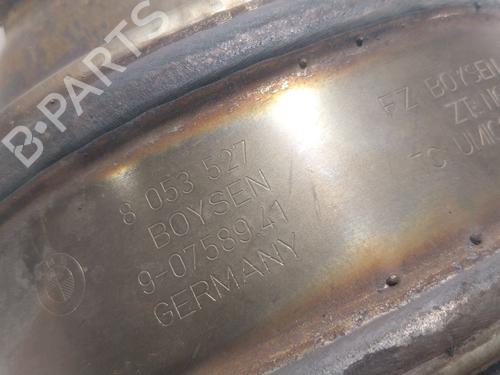 B-PARTS
8 053 527
BOYSEN
9-07589.41
GERMANY
FZ BOYSEN